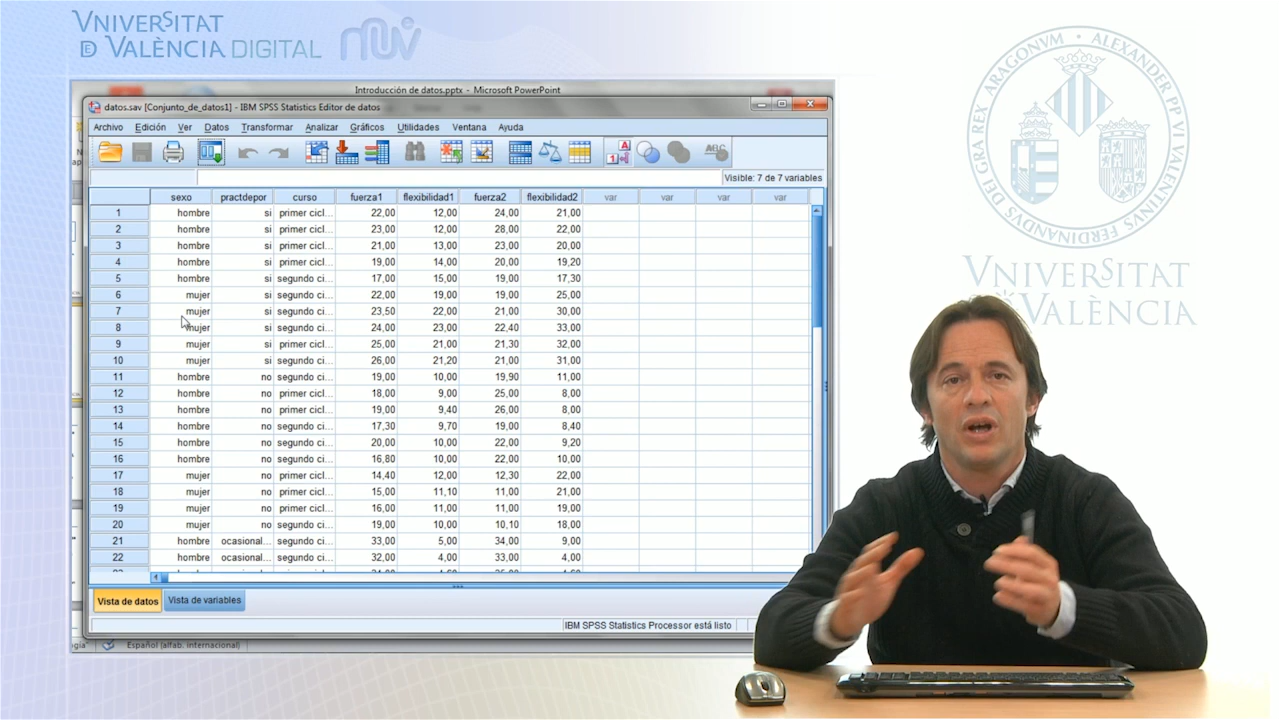 VNIVERSITAT
DE VALÈNCIA DIGITAL
Introducción de datos.pptx - Microsoft PowerPoint
datos.sav [Conjunto_de_datos1] - IBM SPSS Statistics Editor de datos
Archivo Edición Ver Datos Transformar Analizar Gráficos Utilidades Ventana Ayuda
Visible: 7 de 7 variables
sexo practdepor curso fuerza1 flexibilidad1 fuerza2 flexibilidad2 var var var var
1 hombre si primer cicl... 22,00 12,00 24,00 21,00
2 hombre si primer cicl... 23,00 12,00 28,00 22,00
3 hombre si primer cicl... 21,00 13,00 23,00 20,00
4 hombre si primer cicl... 19,00 14,00 20,00 19,20
5 hombre si segundo ci... 17,00 15,00 19,00 17,30
6 mujer si segundo ci... 22,00 19,00 19,00 25,00
7 mujer si segundo ci... 23,50 22,00 21,00 30,00
8 mujer si segundo ci... 24,00 23,00 22,40 33,00
9 mujer si primer cicl... 25,00 21,00 21,30 32,00
10 mujer si segundo ci... 26,00 21,20 21,00 31,00
11 hombre no segundo ci... 19,00 10,00 19,90 11,00
12 hombre no primer cicl... 18,00 9,00 25,00 8,00
13 hombre no primer cicl... 19,00 9,40 26,00 8,00
14 hombre no primer cicl... 17,30 9,70 19,00 8,40
15 hombre no segundo ci... 20,00 10,00 22,00 9,20
16 hombre no segundo ci... 16,80 10,00 22,00 10,00
17 mujer no primer cicl... 14,40 12,00 12,30 22,00
18 mujer no primer cicl... 15,00 11,10 11,00 21,00
19 mujer no primer cicl... 16,00 11,00 11,00 19,00
20 mujer no segundo ci... 19,00 10,00 10,10 18,00
21 hombre ocasional... segundo ci... 33,00 5,00 34,00 9,00
22 hombre ocasional... segundo ci... 32,00 4,00 33,00 4,00
Vista de datos Vista de variables
IBM SPSS Statistics Processor está listo
Español (alfab. internacional)
ALEXANDER PP VI VALENTINVS FERDINANDVS DEI GRA REX ARAGONVM
VNIVERSITAT
VALÈNCIA